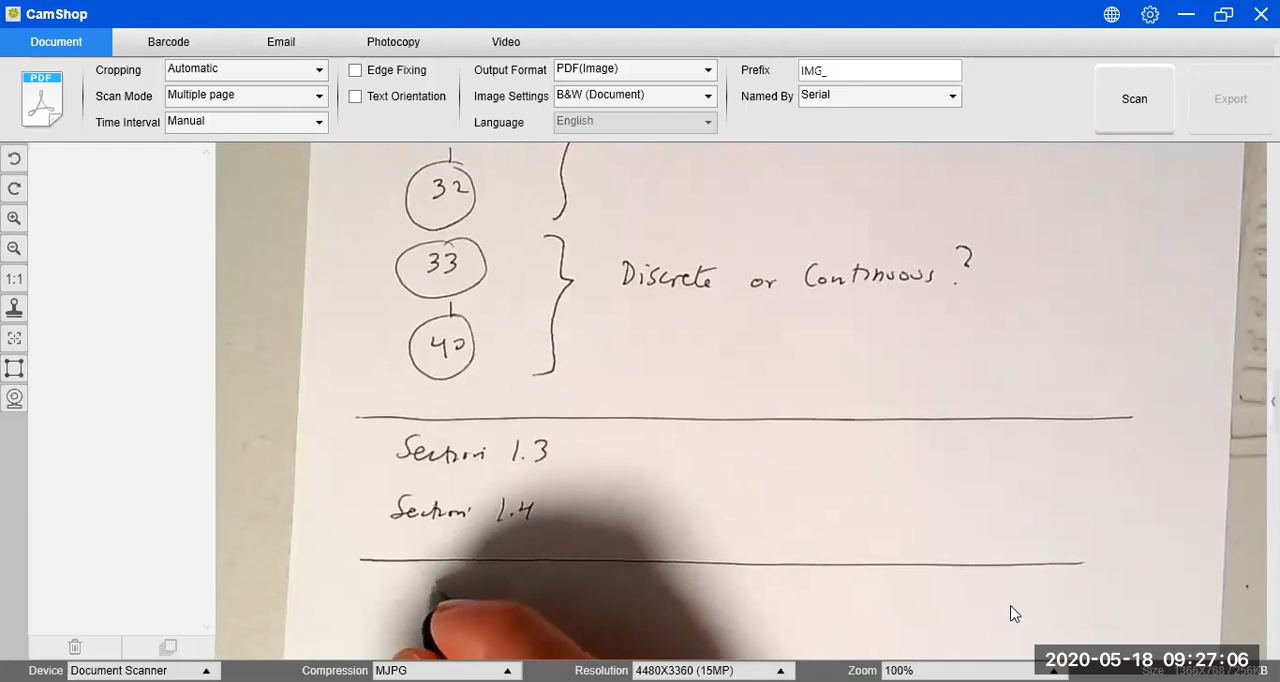 CamShop
Document Barcode Email Photocopy Video
PDF
Cropping Automatic Edge Fixing Output Format PDF(Image) Prefix IMG_
Scan Mode Multiple page Text Orientation Image Settings B&W (Document) Named By Serial Scan Export
Time Interval Manual Language English
32
33
Discrete or Continuous ?
1:1
40
Section 1.3
Section 1.4
Device Document Scanner Compression MJPG Resolution 4480X3360 (15MP) Zoom 100%
2020-05-18 09:27:06